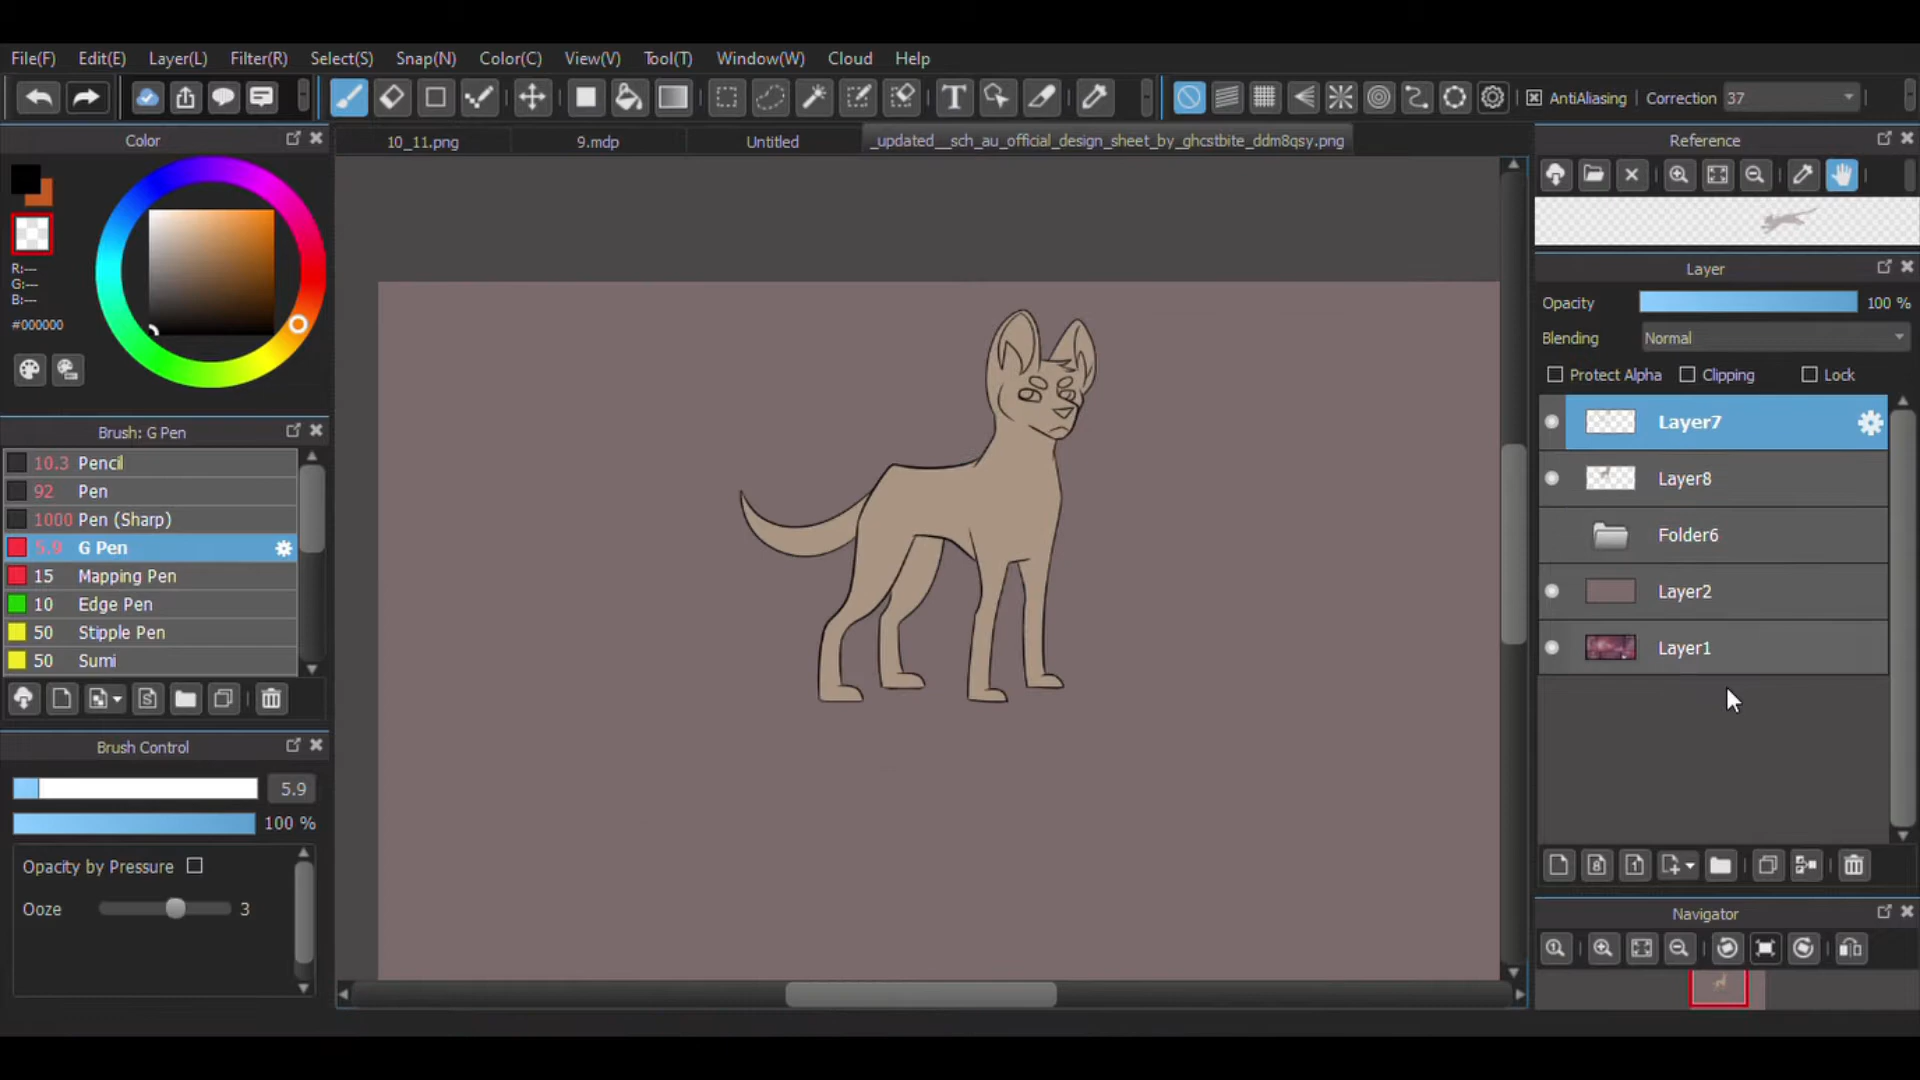 File(F) Edit(E) Layer(L) Filter(R) Select(S) Snap(N) Color(C) View(V) Tool(T) Window(W) Cloud Help
AntiAliasing Correction 37
Color
10_11.png 9.mdp Untitled _updated__sch_au_official_design_sheet_by_ghcstbite_ddm8qsy.png
Reference
R:---
G:---
B:---
#000000
Brush: G Pen
10.3 Pencil
92 Pen
1000 Pen (Sharp)
5.9 G Pen
15 Mapping Pen
10 Edge Pen
50 Stipple Pen
50 Sumi
Brush Control
5.9
100 %
Opacity by Pressure
Ooze 3
Layer
Opacity 100 %
Blending Normal
Protect Alpha Clipping Lock
Layer7
Layer8
Folder6
Layer2
Layer1
Navigator